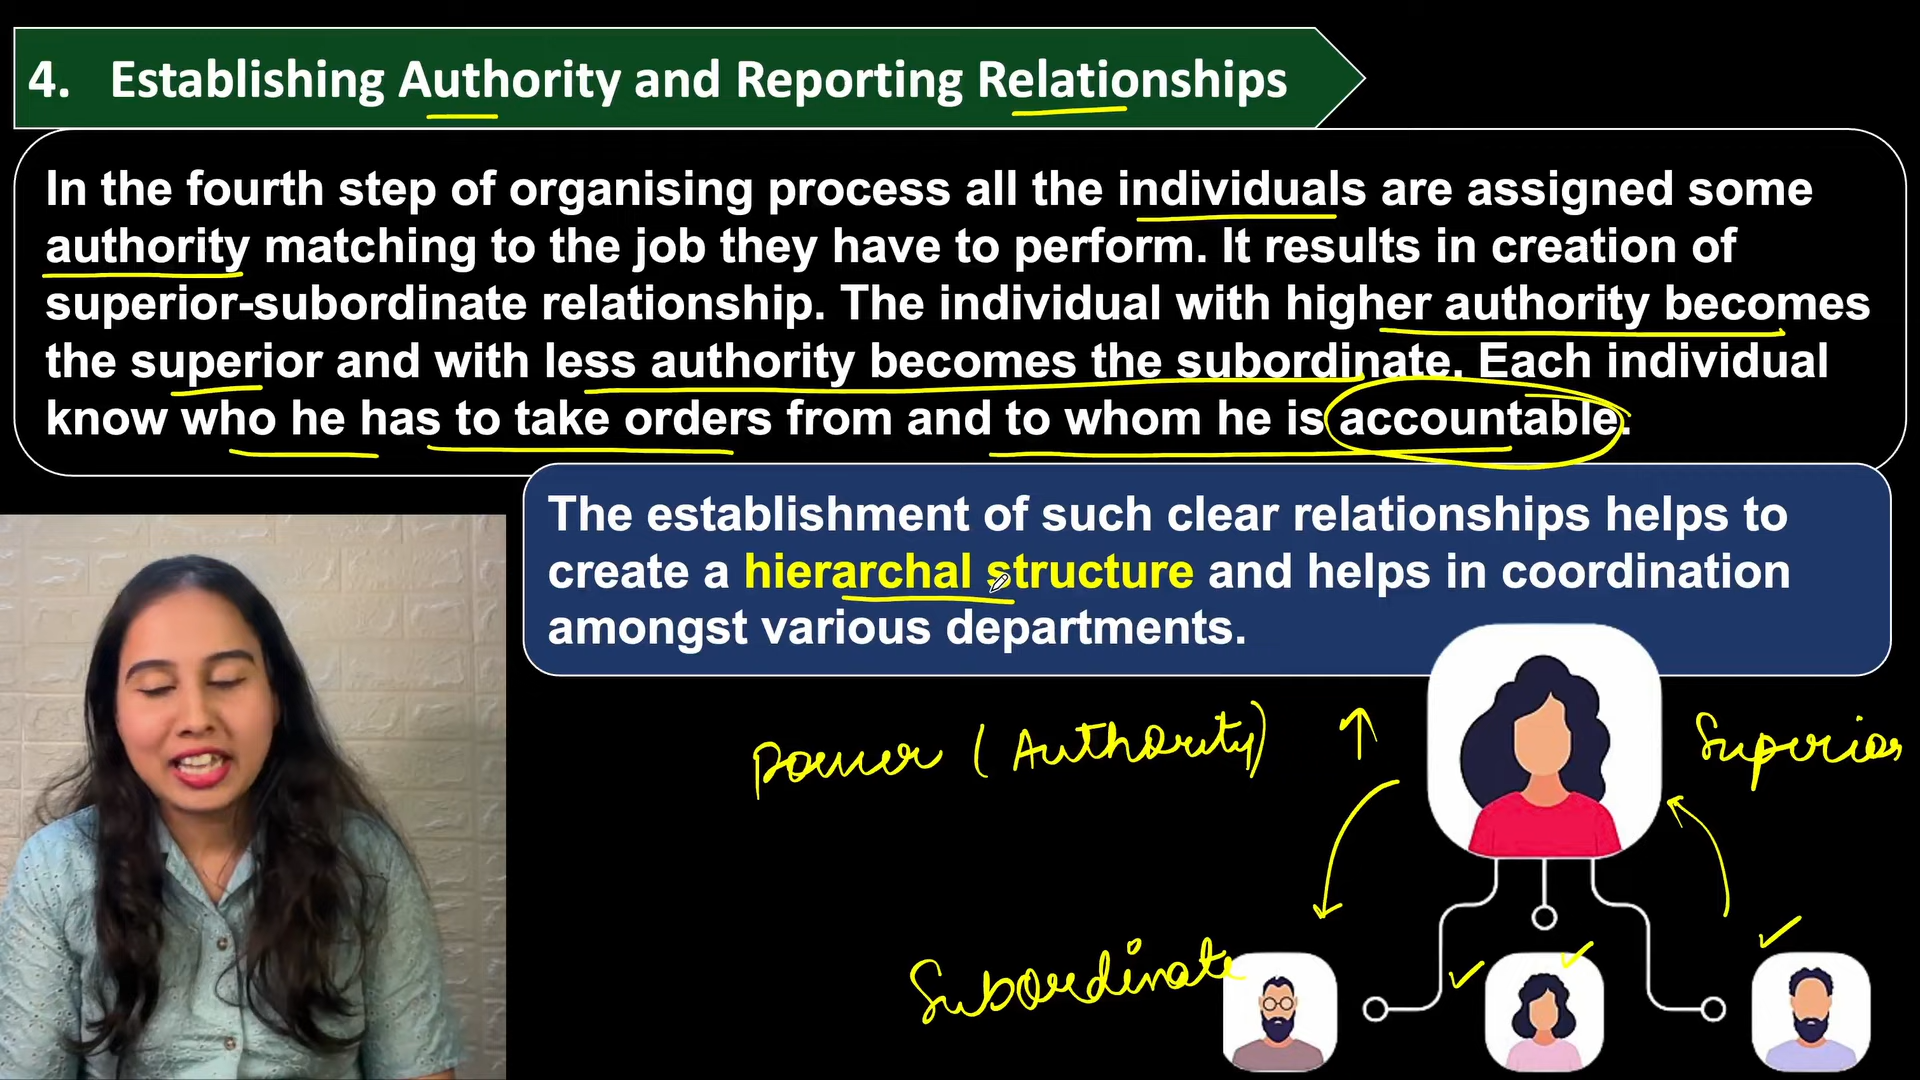 4. Establishing Authority and Reporting Relationships
In the fourth step of organising process all the individuals are assigned some
authority matching to the job they have to perform. It results in creation of
superior-subordinate relationship. The individual with higher authority becomes
the superior and with less authority becomes the subordinate. Each individual
know who he has to take orders from and to whom he is accountable.
The establishment of such clear relationships helps to
create a hierarchal structure and helps in coordination
amongst various departments.
Power (Authority)
Superior
Subordinate